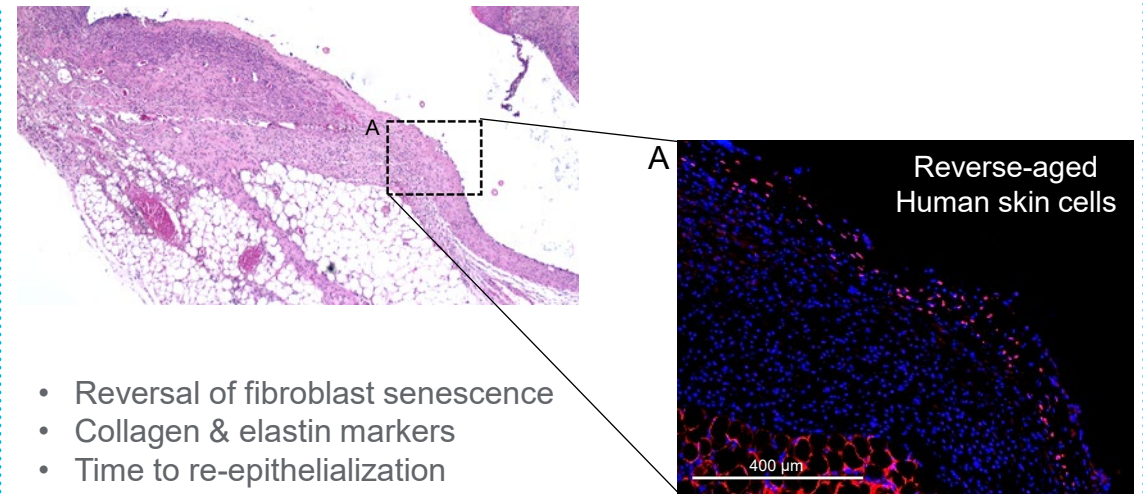 A
A
Reverse-aged
Human skin cells
• Reversal of fibroblast senescence
• Collagen & elastin markers
• Time to re-epithelialization
400 μm